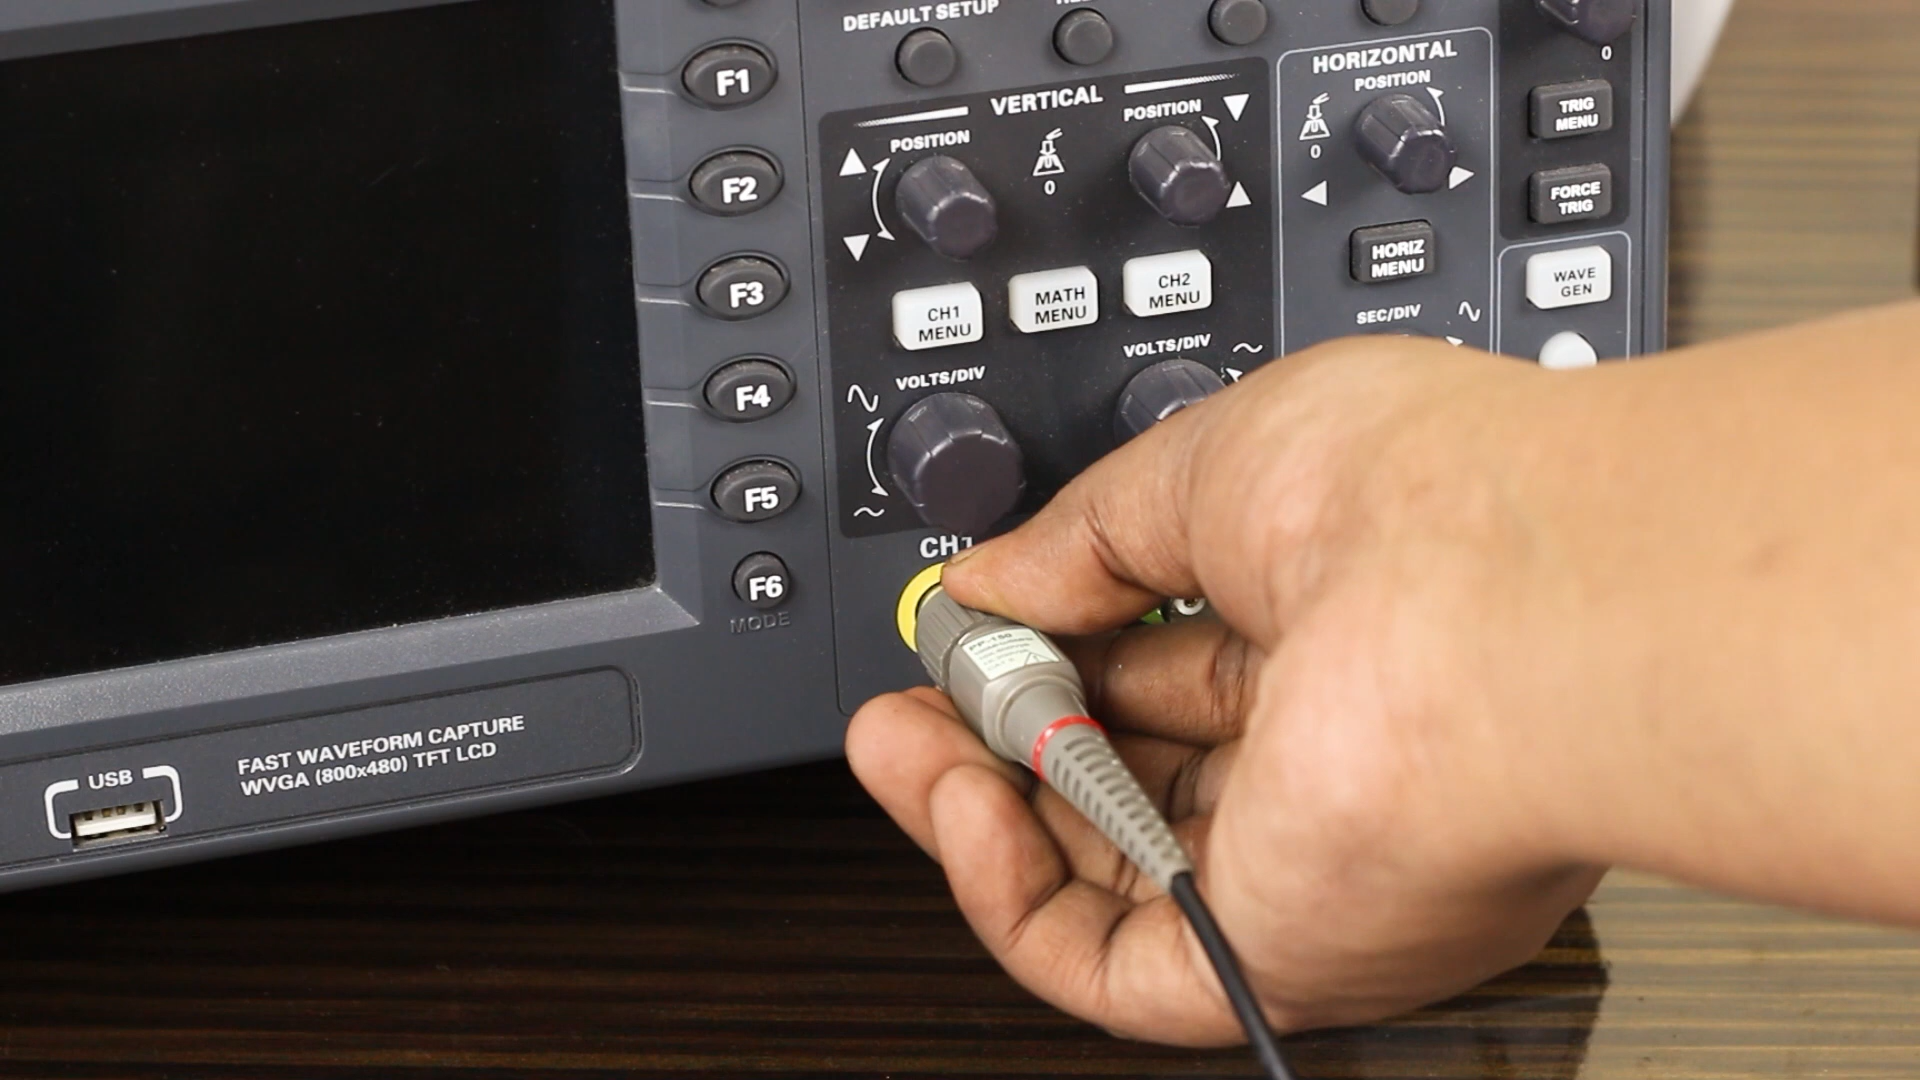 DEFAULT SETUP
F1
F2
F3
F4
F5
F6
MODE
VERTICAL
POSITION
POSITION
0
CH1
MENU
MATH
MENU
CH2
MENU
VOLTS/DIV
VOLTS/DIV
CH1
HORIZONTAL
POSITION
0
HORIZ
MENU
SEC/DIV
0
TRIG
MENU
FORCE
TRIG
WAVE
GEN
PP-150
USB
FAST WAVEFORM CAPTURE
WVGA (800x480) TFT LCD